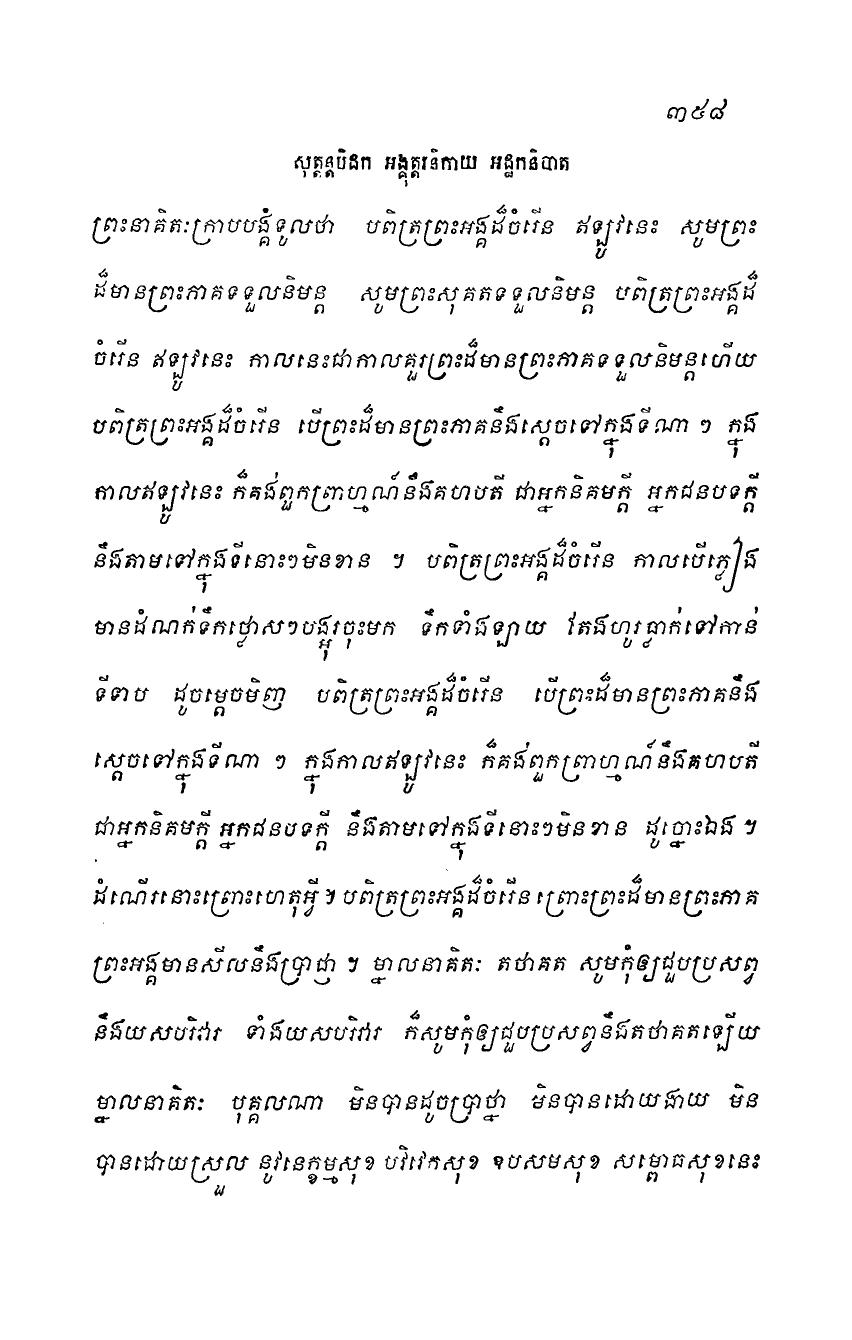 ៣៥៨
សុត្តន្តបិដក អង្គុត្តរនិកាយ អដ្ឋកនិបាត
ព្រះនាគិតៈក្រាបបង្គំទូលថា បពិត្រព្រះអង្គដ៏ចំរើន ឥឡូវនេះ សូមព្រះ
ដ៏មានព្រះភាគទទួលនិមន្ត សូមព្រះសុគតទទួលនិមន្ត បពិត្រព្រះអង្គដ៏
ចំរើន ឥឡូវនេះ កាលនេះជាកាលគួរព្រះដ៏មានព្រះភាគទទួលនិមន្តហើយ
បពិត្រព្រះអង្គដ៏ចំរើន បើព្រះដ៏មានព្រះភាគនឹងស្តេចទៅក្នុងទីណា ៗ ក្នុង
កាលឥឡូវនេះ ក៏គង់ពួកព្រាហ្មណ៍នឹងគហបតី ជាអ្នកនិគមក្តី អ្នកជនបទក្តី
នឹងតាមទៅក្នុងទីនោះៗមិនខាន ។ បពិត្រព្រះអង្គដ៏ចំរើន កាលបើភ្លៀង
មានដំណក់ទឹកថ្លោសៗបង្អុរចុះមក ទឹកទាំងឡាយ តែងហូរធ្លាក់ទៅកាន់
ទីទាប ដូចម្តេចមិញ បពិត្រព្រះអង្គដ៏ចំរើន បើព្រះដ៏មានព្រះភាគនឹង
ស្តេចទៅក្នុងទីណា ៗ ក្នុងកាលឥឡូវនេះ ក៏គង់ពួកព្រាហ្មណ៍នឹងគហបតី
ជាអ្នកនិគមក្តី អ្នកជនបទក្តី នឹងតាមទៅក្នុងទីនោះៗមិនខាន ដូច្នោះឯង ។
ដំណើរនោះព្រោះហេតុអ្វី។ បពិត្រព្រះអង្គដ៏ចំរើន ព្រោះព្រះដ៏មានព្រះភាគ
ព្រះអង្គមានសីលនឹងប្រាជ្ញា ។ ម្នាលនាគិតៈ តថាគត សូមកុំឲ្យជួបប្រសព្វ
នឹងយសបរិវារ ទាំងយសបរិវារ ក៏សូមកុំឲ្យជួបប្រសព្វនឹងតថាគតឡើយ
ម្នាលនាគិតៈ បុគ្គលណា មិនបានដូចប្រាថ្នា មិនបានដោយងាយ មិន
បានដោយស្រួល នូវនេក្ខម្មសុខ បវិវេកសុខ ឧបសមសុខ សម្ពោធសុខនេះ